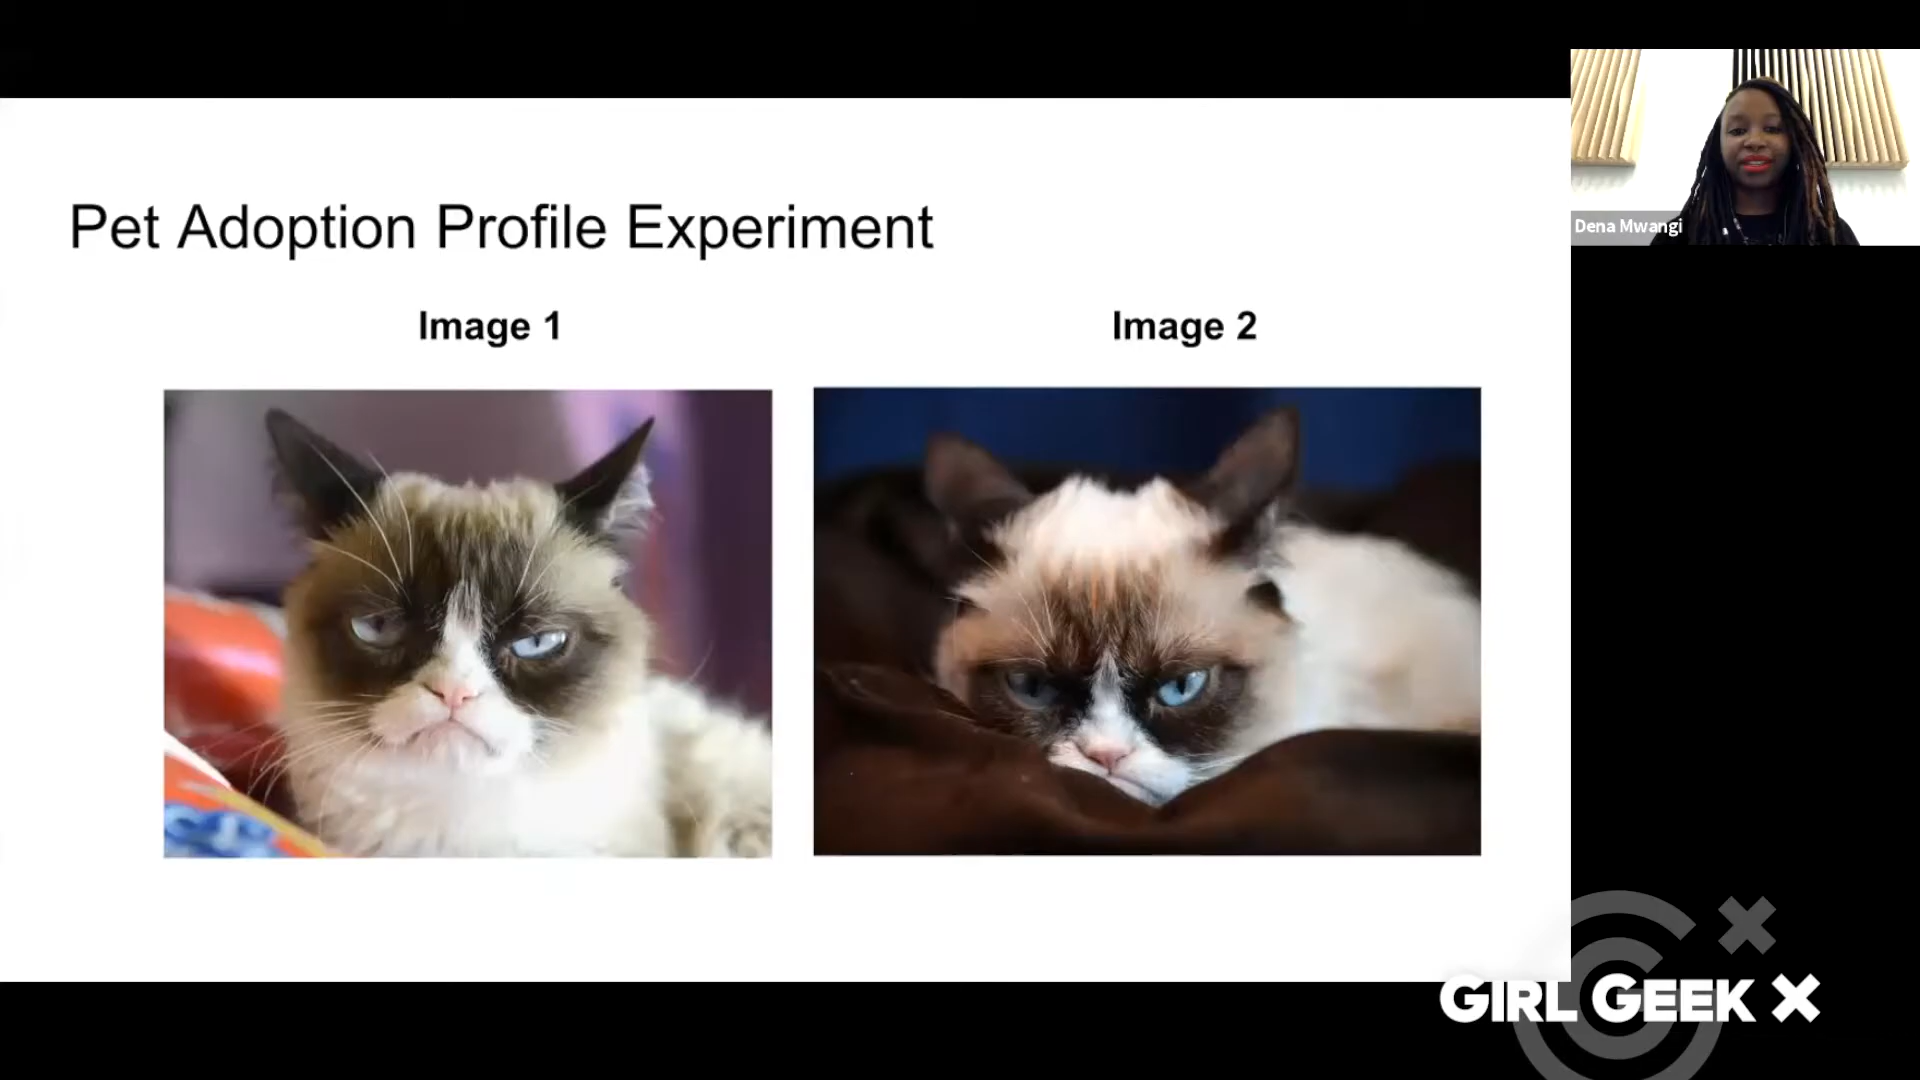 Pet Adoption Profile Experiment
Image 1
Image 2
Dena Mwangi
GIRL GEEK X